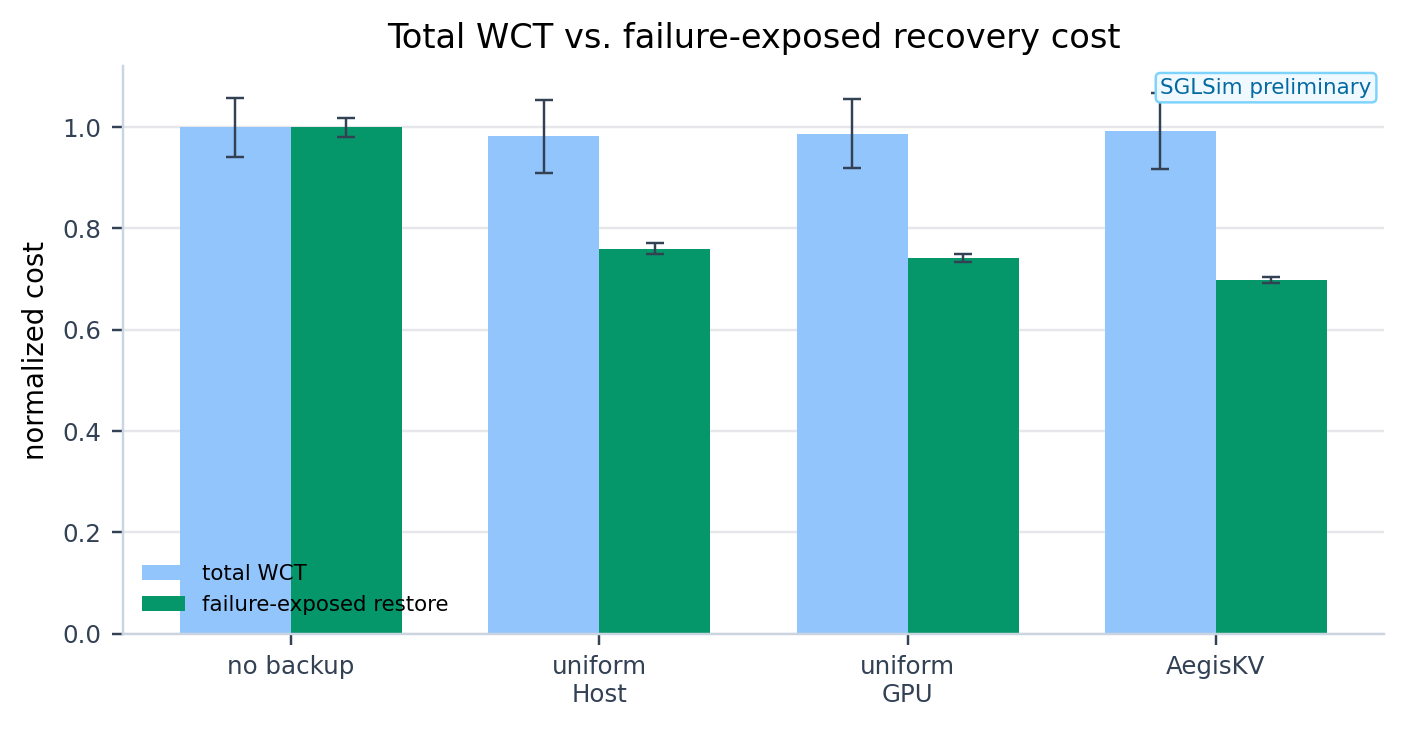 Total WCT vs. failure-exposed recovery cost
SGLSim preliminary
normalized cost
1.0
0.8
0.6
0.4
0.2
0.0
total WCT
failure-exposed restore
no backup
uniform
Host
uniform
GPU
AegisKV